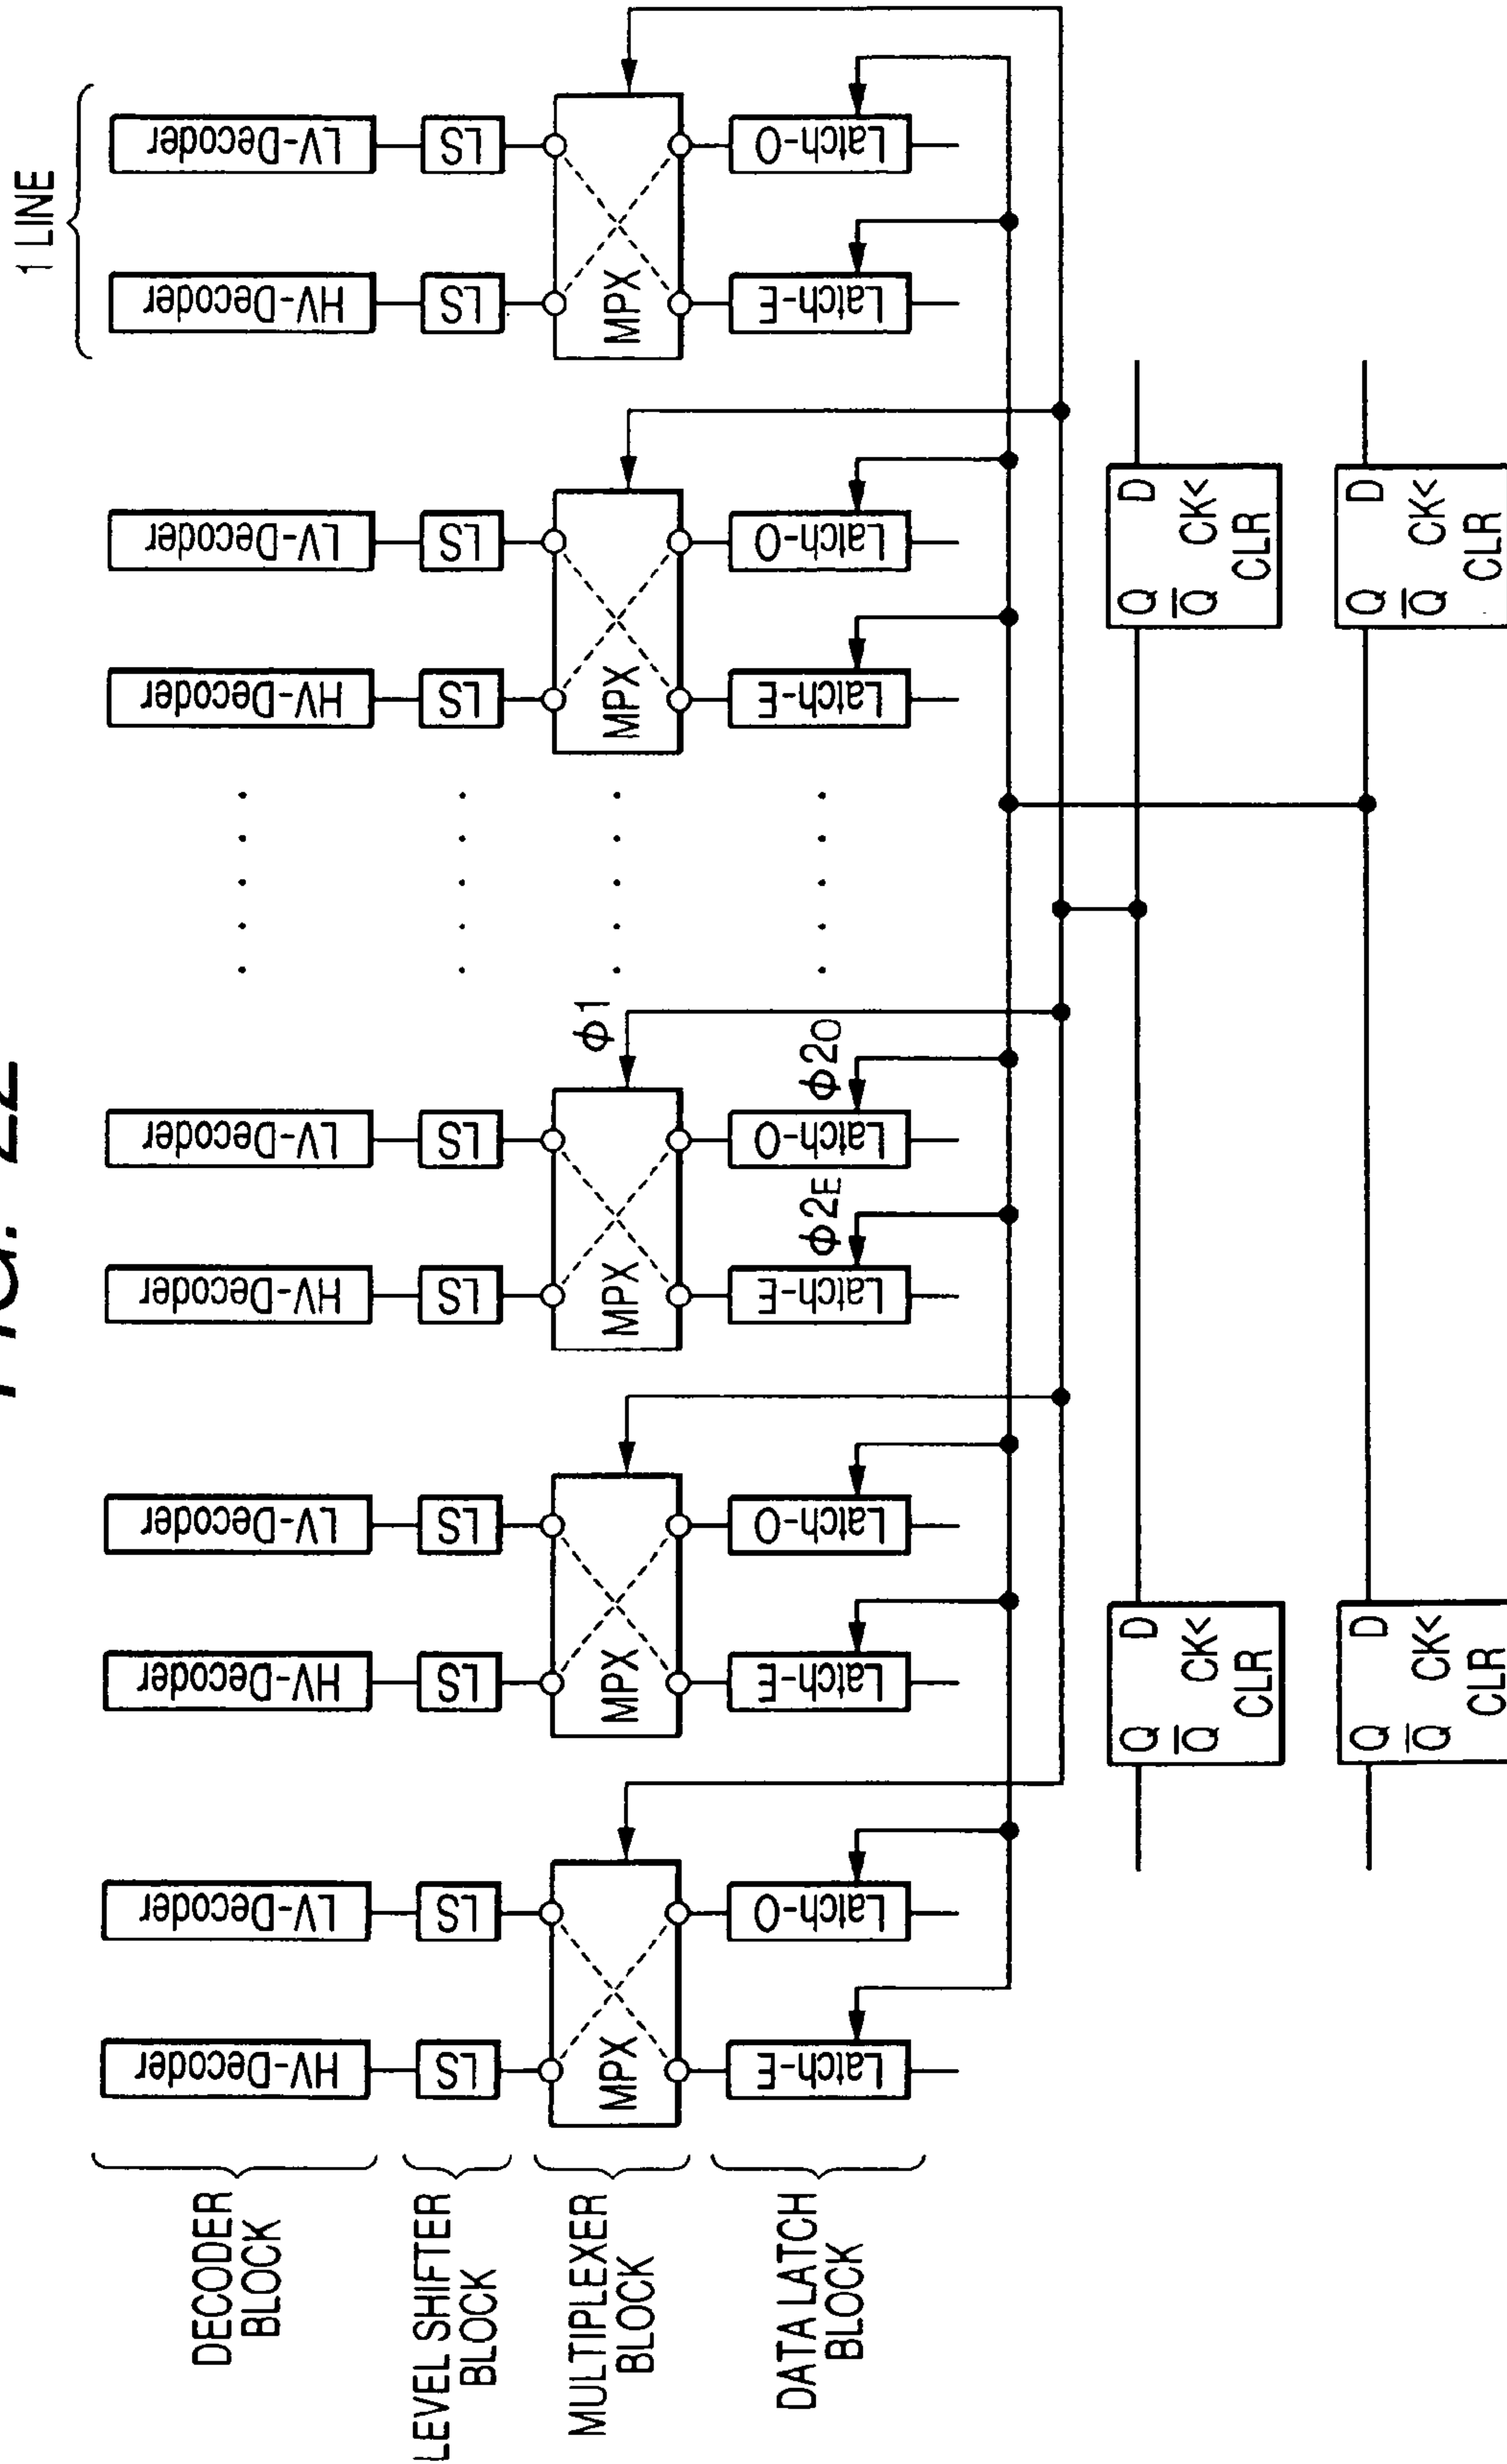 FIG. 22
1 LINE
DECODER
BLOCK
HV-Decoder
LV-Decoder
HV-Decoder
LV-Decoder
HV-Decoder
LV-Decoder
HV-Decoder
LV-Decoder
HV-Decoder
LV-Decoder
LEVEL SHIFTER
BLOCK
LS
LS
LS
LS
LS
LS
LS
LS
LS
LS
MULTIPLEXER
BLOCK
MPX
MPX
MPX
ϕ1
MPX
MPX
DATA LATCH
BLOCK
Latch-E
Latch-O
Latch-E
Latch-O
Latch-E
ϕ2E
Latch-O
ϕ2O
Latch-E
Latch-O
Latch-E
Latch-O
Q D
Q̅ CK<
CLR
Q D
Q̅ CK<
CLR
Q D
Q̅ CK<
CLR
Q D
Q̅ CK<
CLR